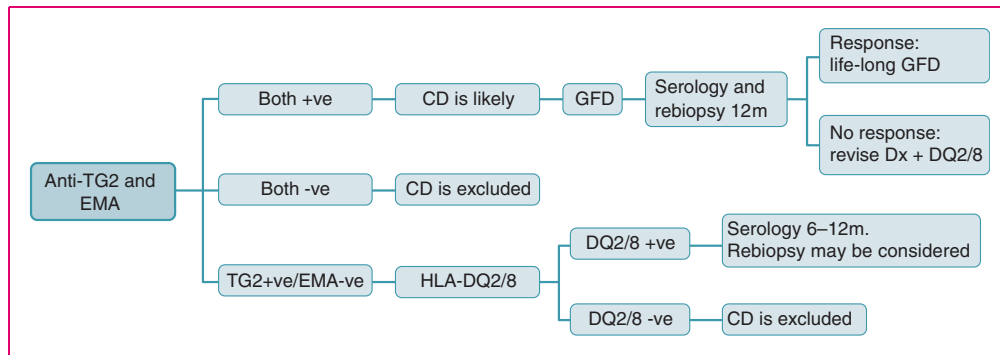 Anti-TG2 and
EMA
Both +ve
CD is likely
GFD
Serology and
rebiopsy 12m
Response:
life-long GFD
No response:
revise Dx + DQ2/8
Both -ve
CD is excluded
TG2+ve/EMA-ve
HLA-DQ2/8
DQ2/8 +ve
Serology 6–12m.
Rebiopsy may be considered
DQ2/8 -ve
CD is excluded